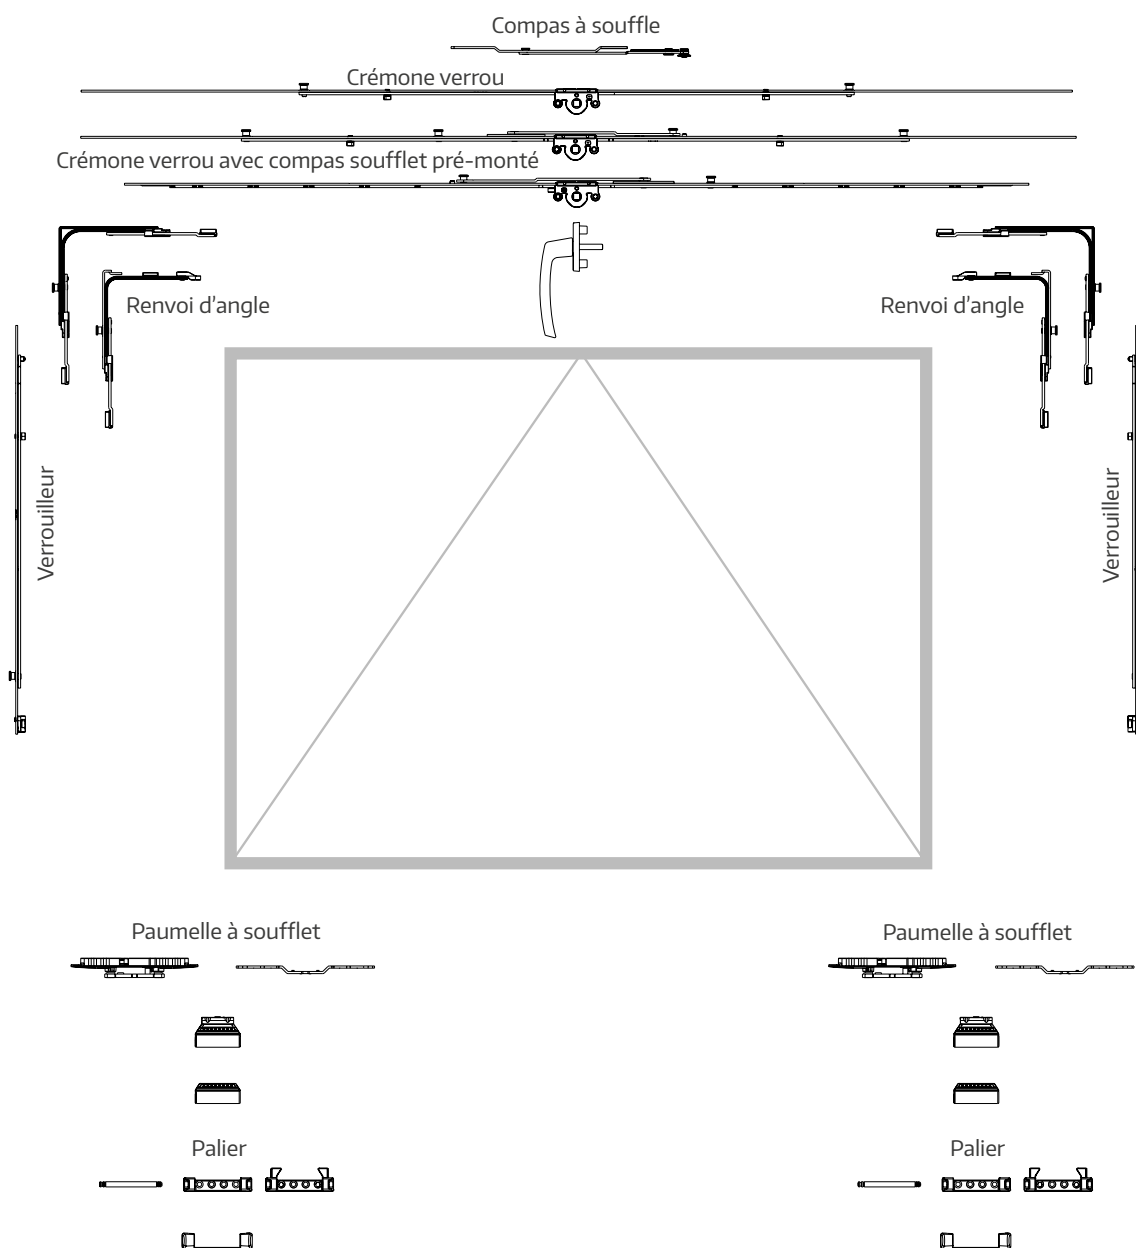 Compas à souffle
Crémone verrou
Crémone verrou avec compas soufflet pré-monté
Renvoi d'angle
Renvoi d'angle
Verrouilleur
Verrouilleur
Paumelle à soufflet
Paumelle à soufflet
Palier
Palier